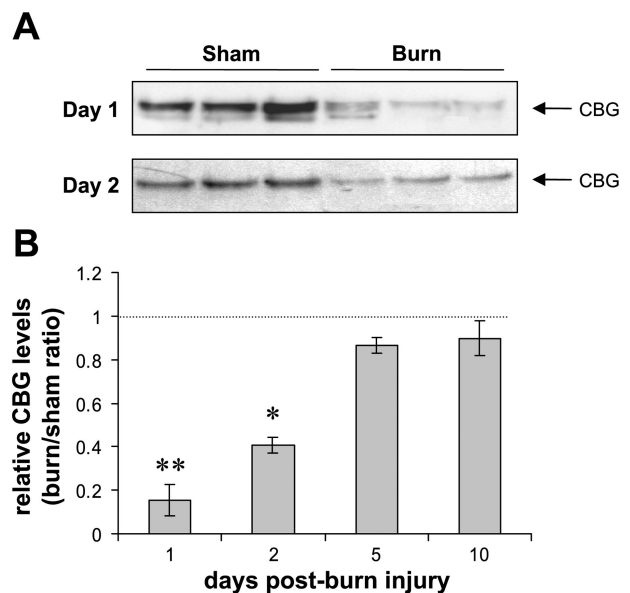 A
Sham Burn
Day 1 CBG
Day 2 CBG
B
relative CBG levels
(burn/sham ratio)
1.2
1
0.8
0.6
0.4
0.2
0
**
*
1 2 5 10
days post-burn injury